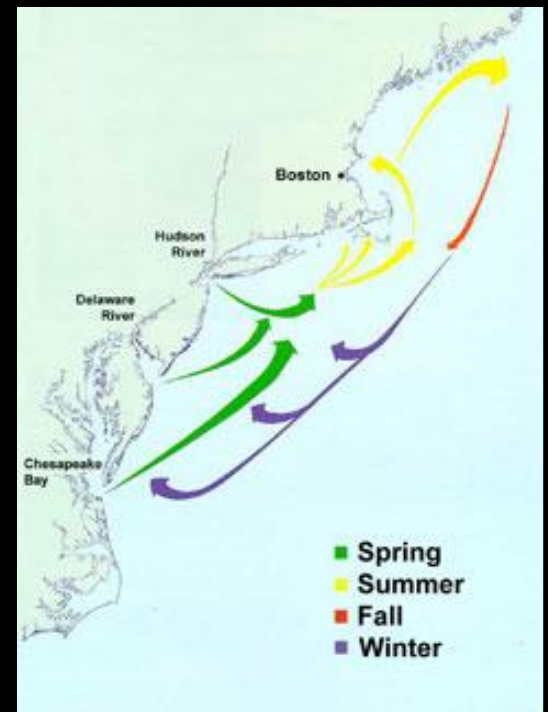 Boston
Hudson
River
Delaware
River
Chesapeake
Bay
Spring
Summer
Fall
Winter